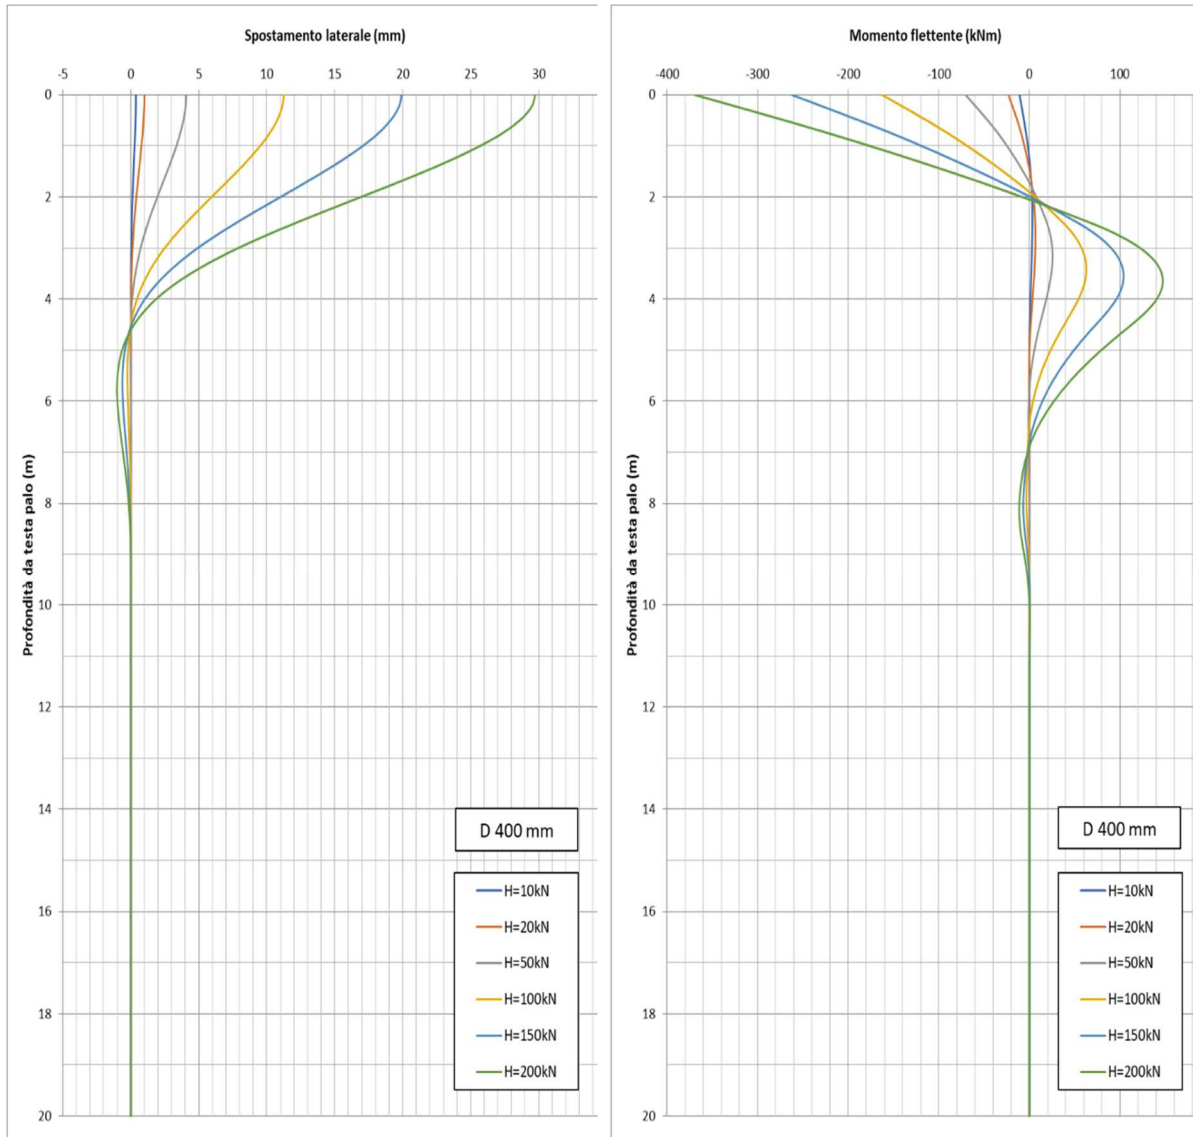 Spostamento laterale (mm)
-5 0 5 10 15 20 25 30
0
2
4
6
8
10
12
14
16
18
20
Profondità da testa palo (m)
D 400 mm
H=10kN
H=20kN
H=50kN
H=100kN
H=150kN
H=200kN
Momento flettente (kNm)
-400 -300 -200 -100 0 100
0
2
4
6
8
10
12
14
16
18
20
Profondità da testa palo (m)
D 400 mm
H=10kN
H=20kN
H=50kN
H=100kN
H=150kN
H=200kN